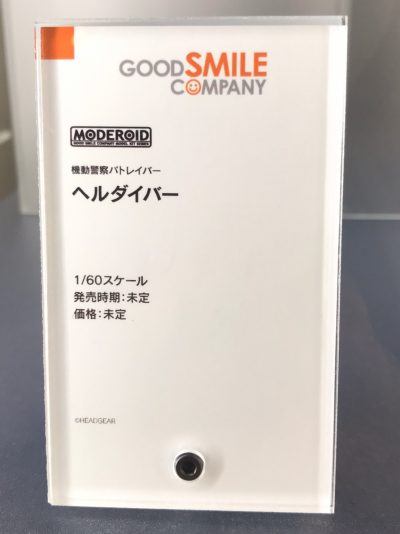 GOODSMILE
COMPANY
MODEROID
GOOD SMILE COMPANY MODEL KIT SERIES
機動警察パトレイバー
ヘルダイバー
1/60スケール
発売時期:未定
価格:未定
©HEADGEAR